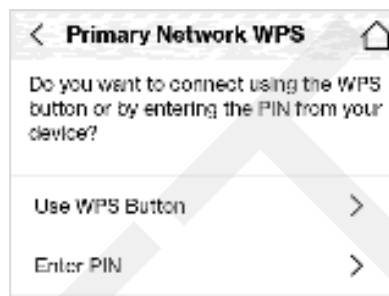 Primary Network WPS
Do you want to connect using the WPS
button or by entering the PIN from your
device?
Use WPS Button
Enter PIN